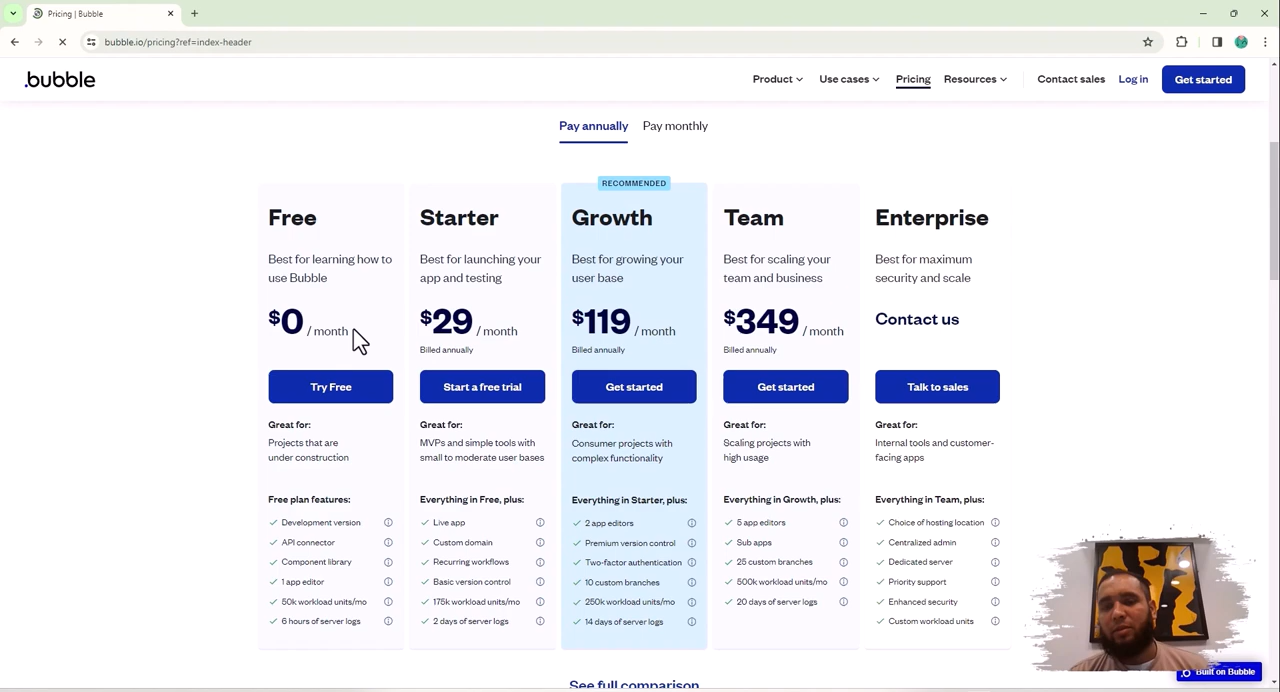 Pricing | Bubble
bubble.io/pricing?ref=index-header
.bubble
Product
Use cases
Pricing
Resources
Contact sales
Log in
Get started
Pay annually
Pay monthly
RECOMMENDED
Free
Best for learning how to
use Bubble
$0 / month
Try Free
Great for:
Projects that are
under construction
Free plan features:
Development version
API connector
Component library
1 app editor
50k workload units/mo
6 hours of server logs
Starter
Best for launching your
app and testing
$29 / month
Billed annually
Start a free trial
Great for:
MVPs and simple tools with
small to moderate user bases
Everything in Free, plus:
Live app
Custom domain
Recurring workflows
Basic version control
175k workload units/mo
2 days of server logs
Growth
Best for growing your
user base
$119 / month
Billed annually
Get started
Great for:
Consumer projects with
complex functionality
Everything in Starter, plus:
2 app editors
Premium version control
Two-factor authentication
10 custom branches
250k workload units/mo
14 days of server logs
Team
Best for scaling your
team and business
$349 / month
Billed annually
Get started
Great for:
Scaling projects with
high usage
Everything in Growth, plus:
5 app editors
Sub apps
25 custom branches
500k workload units/mo
20 days of server logs
Enterprise
Best for maximum
security and scale
Contact us
Talk to sales
Great for:
Internal tools and customer-
facing apps
Everything in Team, plus:
Choice of hosting location
Centralized admin
Dedicated server
Priority support
Enhanced security
Custom workload units
See full comparison
Built on Bubble